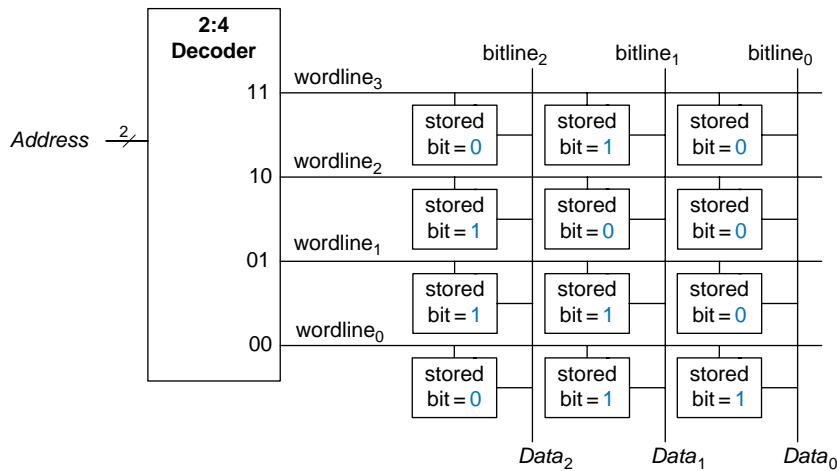 2:4
Decoder
bitline2 bitline1 bitline0
wordline3
11
Address 2
stored stored stored
bit = 0 bit = 1 bit = 0
wordline2
10
stored stored stored
bit = 1 bit = 0 bit = 0
wordline1
01
stored stored stored
bit = 1 bit = 1 bit = 0
wordline0
00
stored stored stored
bit = 0 bit = 1 bit = 1
Data2 Data1 Data0